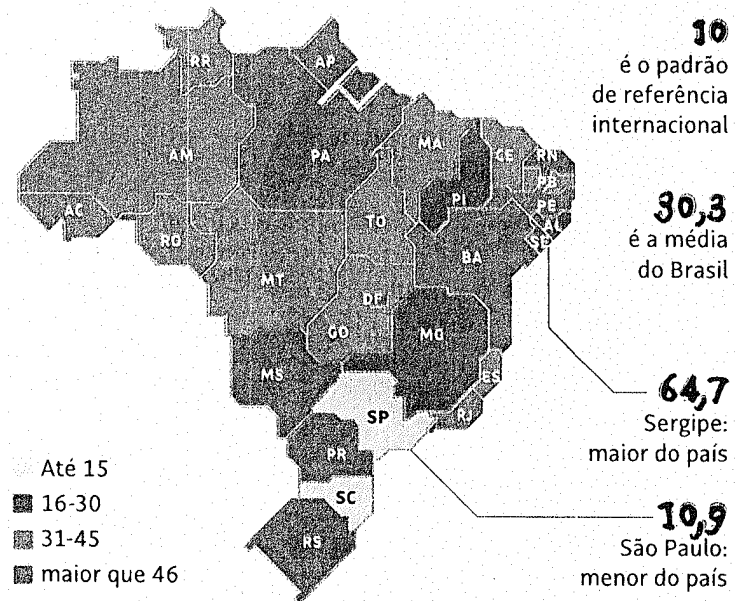 10
é o padrão
de referência
internacional
30,3
é a média
do Brasil
64,7
Sergipe:
maior do país
10,9
São Paulo:
menor do país
RR
AP
AM
PA
MA
CE
RN
PB
PE
AL
SE
PI
AC
RO
TO
BA
MT
DF
GO
MG
ES
MS
SP
RJ
PR
SC
RS
Até 15
16-30
31-45
maior que 46